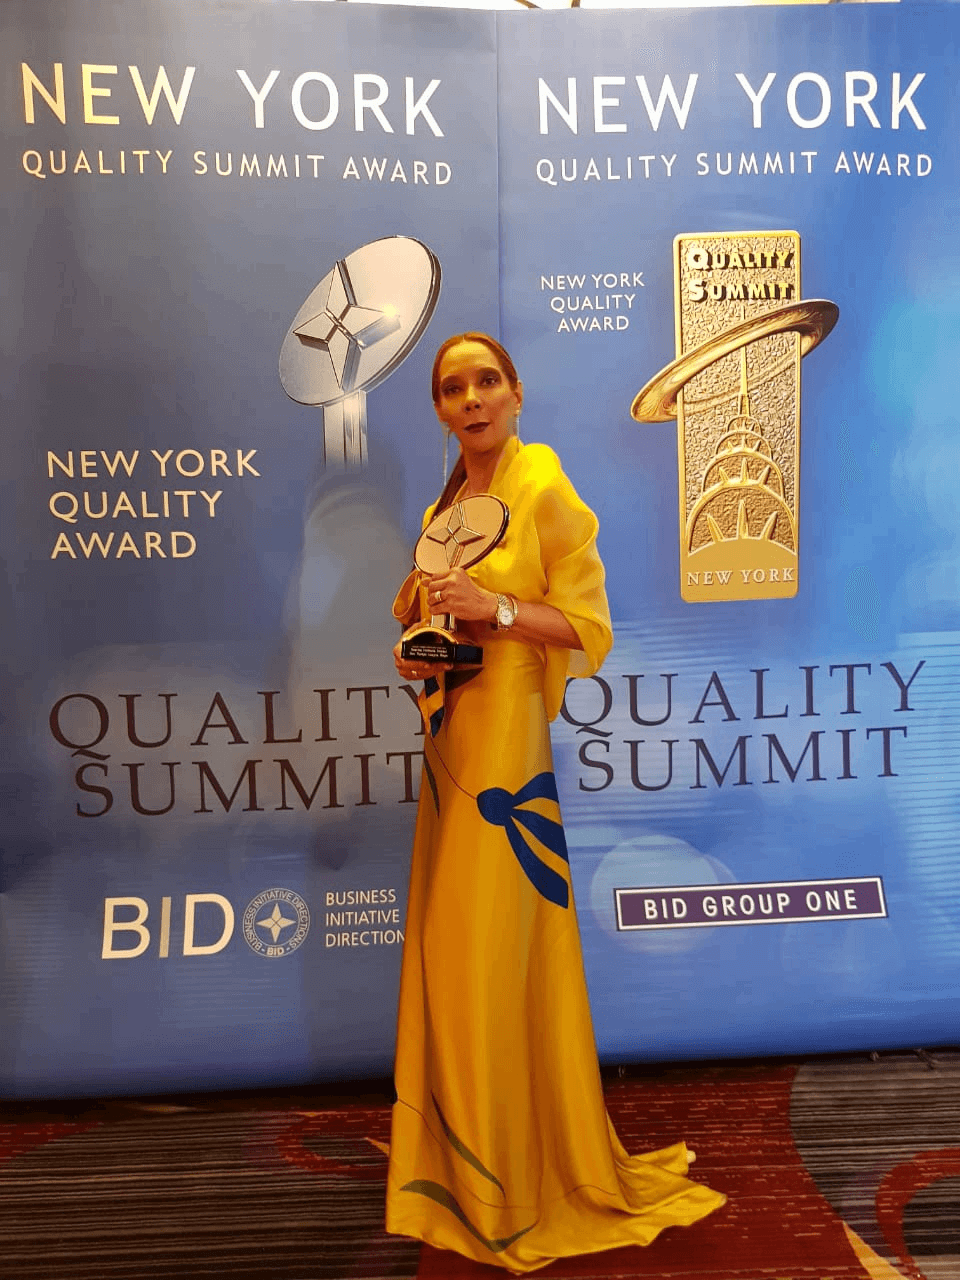 NEW YORK
QUALITY SUMMIT AWARD
NEW YORK
QUALITY
AWARD
QUALITY
SUMMIT
BID
BUSINESS INITIATIVE DIRECTIONS
- BID -
BUSINESS
INITIATIVE
DIRECTION
NEW YORK
QUALITY SUMMIT AWARD
NEW YORK
QUALITY
AWARD
QUALITY
SUMMIT
NEW YORK
QUALITY
SUMMIT
BID GROUP ONE